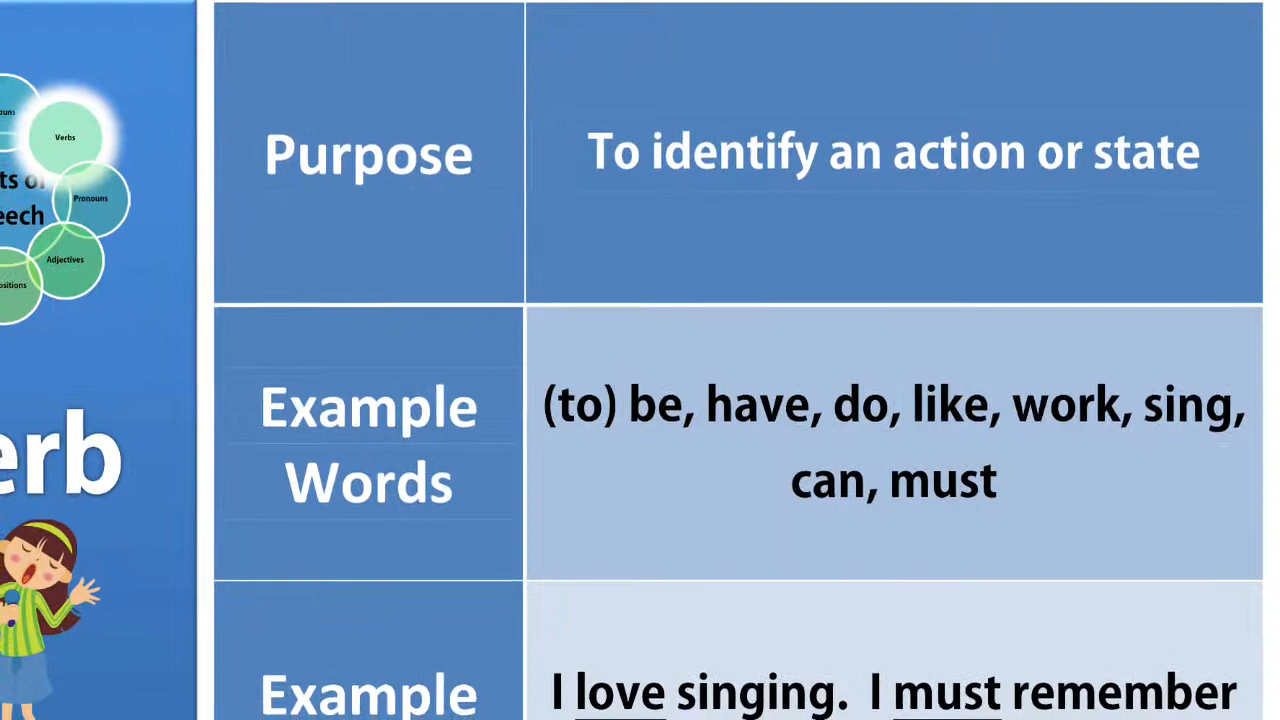 Verbs
Pronouns
Adjectives
Purpose
To identify an action or state
Example
Words
(to) be, have, do, like, work, sing,
can, must
Example
I love singing. I must remember